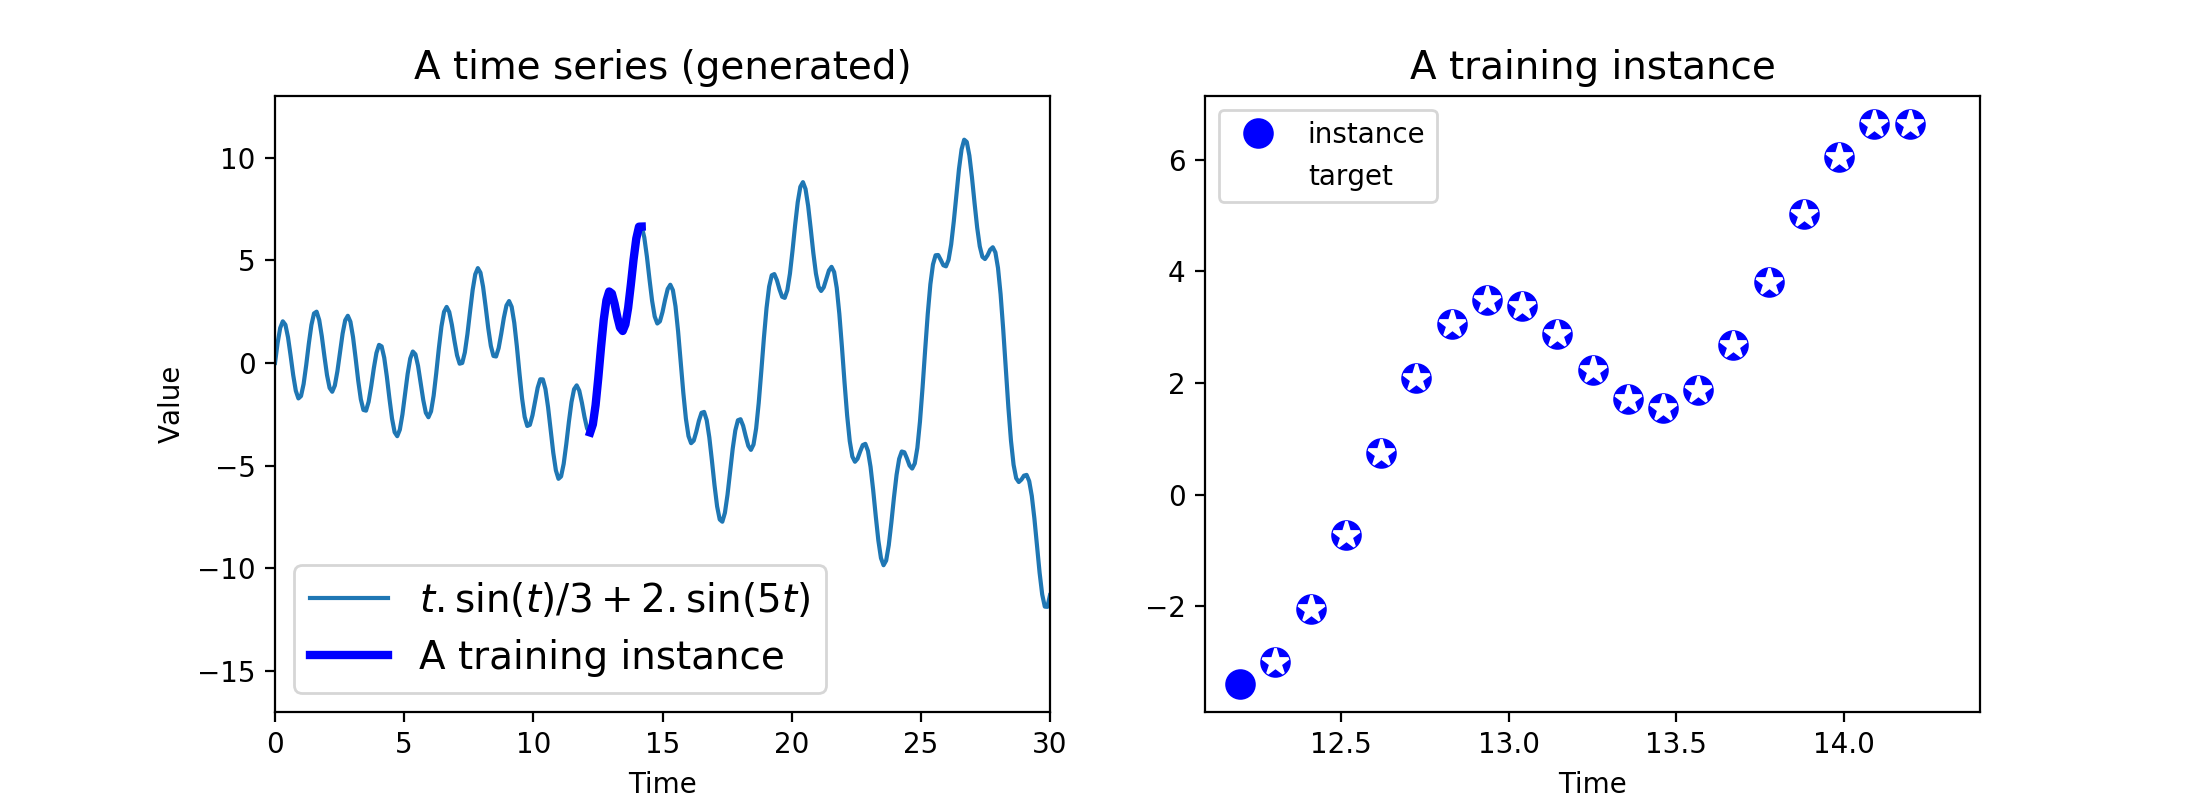 A time series (generated)
10
5
0
−5
−10
−15
Value
t.sin(t)/3 + 2.sin(5t)
A training instance
0 5 10 15 20 25 30
Time
A training instance
instance
target
6
4
2
0
−2
12.5 13.0 13.5 14.0
Time